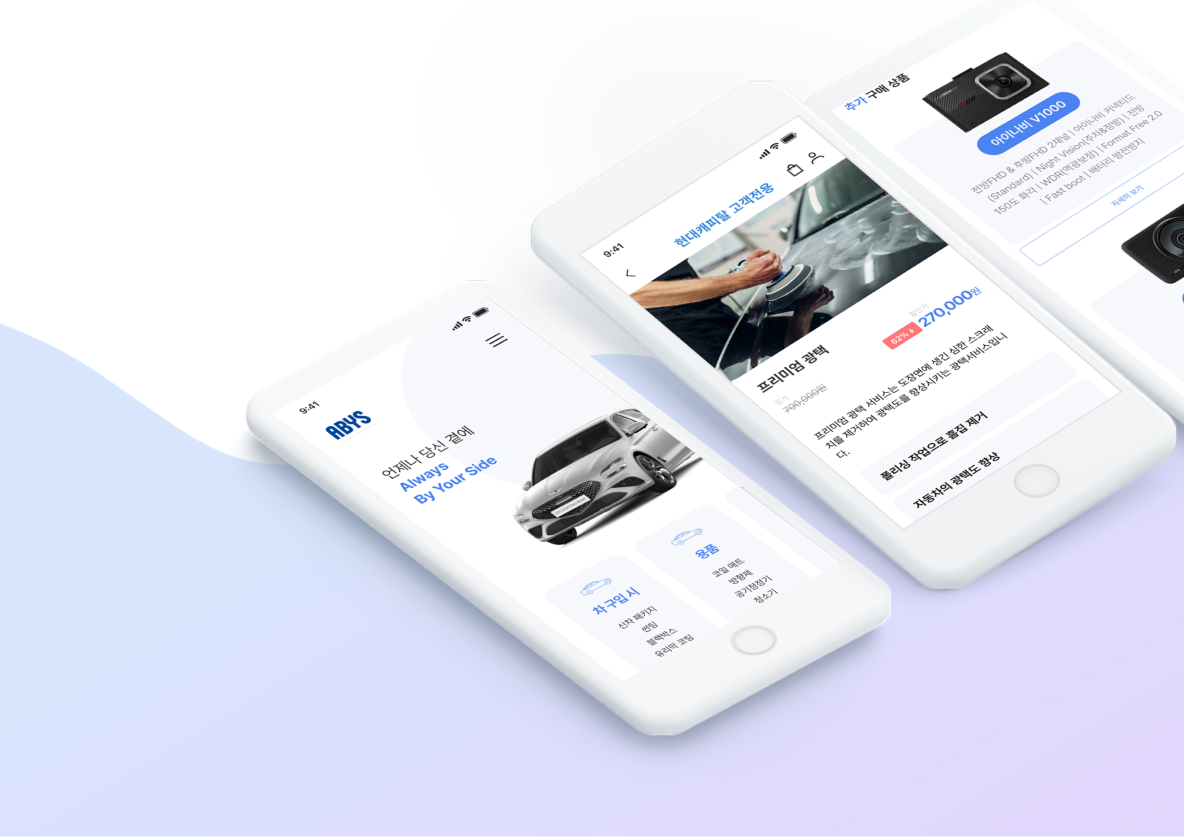 9:41
ABYS
언제나 당신 곁에
Always
By Your Side
차 구입 시
신차 패키지
썬팅
블랙박스
유리막 코팅
용품
코일 매트
방향제
공기청정기
청소기
9:41
현대캐피탈 고객전용
프리미엄 광택
정가
700,000원
할인가
62%↓
270,000원
프리미엄 광택 서비스는 도장면에 생긴 심한 스크래
치를 제거하여 광택도를 향상시키는 광택서비스입니
다.
폴리싱 작업으로 흠집 제거
자동차의 광택도 향상
추가 구매 상품
아이나비 V1000
전방FHD & 후방FHD 2채널 | 아이나비 커넥티드
(Standard) | Night Vision(주차&정방) | 전방
150도 화각 | WDR(역광보정) | Format Free 2.0
| Fast boot | 배터리 방전방지
자세히 보기